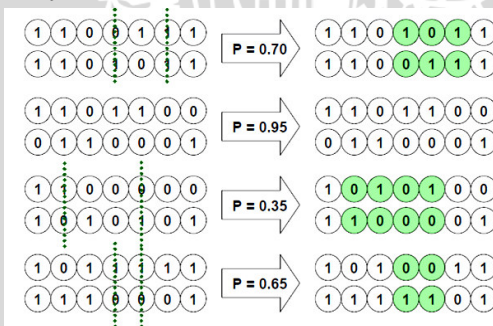 1 1 0 0 1 1 1 1 1 0 1 0 1 1
P = 0.70
1 1 0 1 0 1 1 1 1 0 0 1 1 1
1 1 0 1 1 0 0 1 1 0 1 1 0 0
P = 0.95
0 1 1 0 0 0 1 0 1 1 0 0 0 1
1 1 0 0 0 0 0 1 0 1 0 1 0 0
P = 0.35
1 0 1 0 1 0 1 1 1 0 0 0 0 1
1 0 1 1 1 1 1 1 0 1 0 0 1 1
P = 0.65
1 1 1 0 0 0 1 1 1 1 1 1 0 1